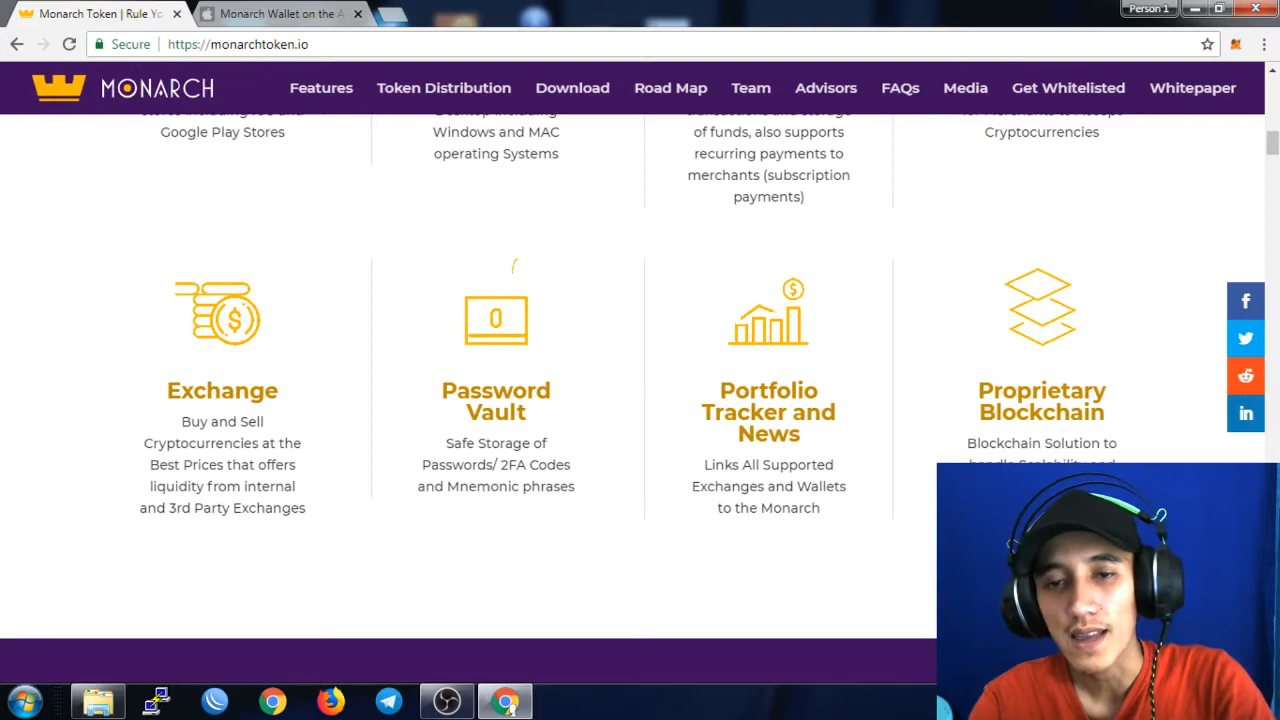 Monarch Token | Rule Yo
Monarch Wallet on the A
Person 1
Secure
https://monarchtoken.io
MONARCH
Features
Token Distribution
Download
Road Map
Team
Advisors
FAQs
Media
Get Whitelisted
Whitepaper
Google Play Stores
Windows and MAC
operating Systems
of funds, also supports
recurring payments to
merchants (subscription
payments)
Cryptocurrencies
Exchange
Buy and Sell
Cryptocurrencies at the
Best Prices that offers
liquidity from internal
and 3rd Party Exchanges
Password
Vault
Safe Storage of
Passwords/ 2FA Codes
and Mnemonic phrases
Portfolio
Tracker and
News
Links All Supported
Exchanges and Wallets
to the Monarch
Proprietary
Blockchain
Blockchain Solution to